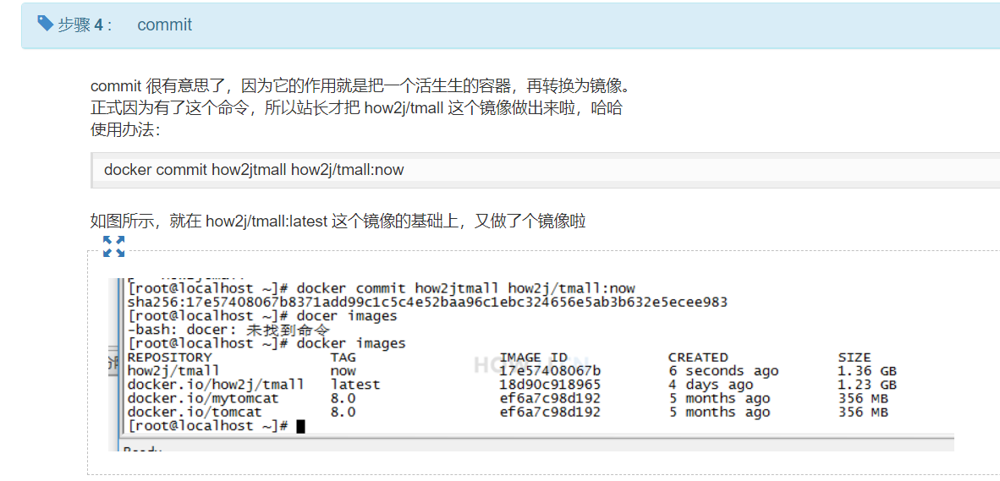 步骤 4 : commit
commit 很有意思了，因为它的作用就是把一个活生生的容器，再转换为镜像。
正式因为有了这个命令，所以站长才把 how2j/tmall 这个镜像做出来啦，哈哈
使用办法：
docker commit how2jtmall how2j/tmall:now
如图所示，就在 how2j/tmall:latest 这个镜像的基础上，又做了个镜像啦
[root@localhost ~]# docker commit how2jtmall how2j/tmall:now
sha256:17e57408067b8371add99c1c5c4e52baa96c1ebc324656e5ab3b632e5ecee983
[root@localhost ~]# docer images
-bash: docer: 未找到命令
[root@localhost ~]# docker images
REPOSITORY TAG IMAGE ID CREATED SIZE
how2j/tmall now 17e57408067b 6 seconds ago 1.36 GB
docker.io/how2j/tmall latest 18d90c918965 4 days ago 1.23 GB
docker.io/mytomcat 8.0 ef6a7c98d192 5 months ago 356 MB
docker.io/tomcat 8.0 ef6a7c98d192 5 months ago 356 MB
[root@localhost ~]#